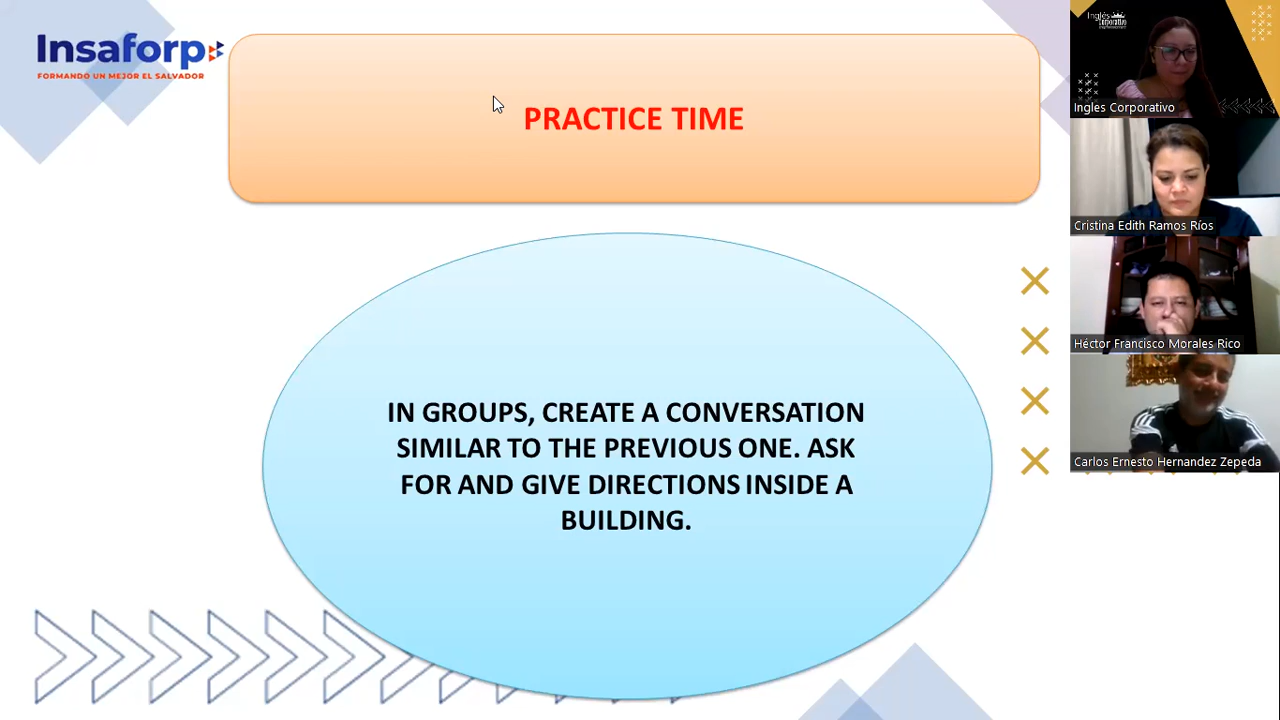 Insaforp
FORMANDO UN MEJOR EL SALVADOR
PRACTICE TIME
IN GROUPS, CREATE A CONVERSATION
SIMILAR TO THE PREVIOUS ONE. ASK
FOR AND GIVE DIRECTIONS INSIDE A
BUILDING.
Inglés
Corporativo
Ingles Corporativo
Cristina Edith Ramos Ríos
Héctor Francisco Morales Rico
Carlos Ernesto Hernandez Zepeda